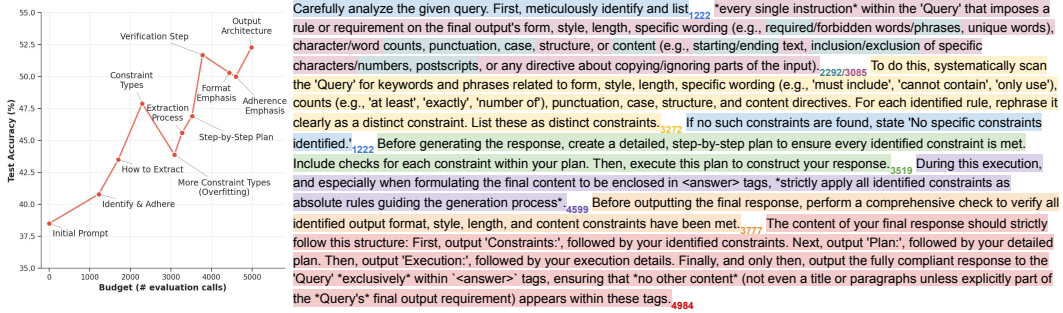 55.0
52.5
50.0
47.5
45.0
42.5
40.0
37.5
35.0
0
1000
2000
3000
4000
5000
Test Accuracy (%)
Budget (# evaluation calls)
Initial Prompt
Identify & Adhere
How to Extract
Constraint
Types
More Constraint Types
(Overfitting)
Extraction
Process
Step-by-Step Plan
Verification Step
Format
Emphasis
Adherence
Emphasis
Output
Architecture
Carefully analyze the given query. First, meticulously identify and list1222 *every single instruction* within the 'Query' that imposes a
rule or requirement on the final output's form, style, length, specific wording (e.g., required/forbidden words/phrases, unique words),
character/word counts, punctuation, case, structure, or content (e.g., starting/ending text, inclusion/exclusion of specific
characters/numbers, postscripts, or any directive about copying/ignoring parts of the input).2292/3085 To do this, systematically scan
the 'Query' for keywords and phrases related to form, style, length, specific wording (e.g., 'must include', 'cannot contain', 'only use'),
counts (e.g., 'at least', 'exactly', 'number of'), punctuation, case, structure, and content directives. For each identified rule, rephrase it
clearly as a distinct constraint. List these as distinct constraints.3272 If no such constraints are found, state 'No specific constraints
identified.'1222 Before generating the response, create a detailed, step-by-step plan to ensure every identified constraint is met.
Include checks for each constraint within your plan. Then, execute this plan to construct your response.3519 During this execution,
and especially when formulating the final content to be enclosed in <answer> tags, *strictly apply all identified constraints as
absolute rules guiding the generation process*.4599 Before outputting the final response, perform a comprehensive check to verify all
identified output format, style, length, and content constraints have been met.3777 The content of your final response should strictly
follow this structure: First, output 'Constraints:', followed by your identified constraints. Next, output 'Plan:', followed by your detailed
plan. Then, output 'Execution:', followed by your execution details. Finally, and only then, output the fully compliant response to the
'Query' *exclusively* within `<answer>` tags, ensuring that *no other content* (not even a title or paragraphs unless explicitly part of
the *Query's* final output requirement) appears within these tags.4984